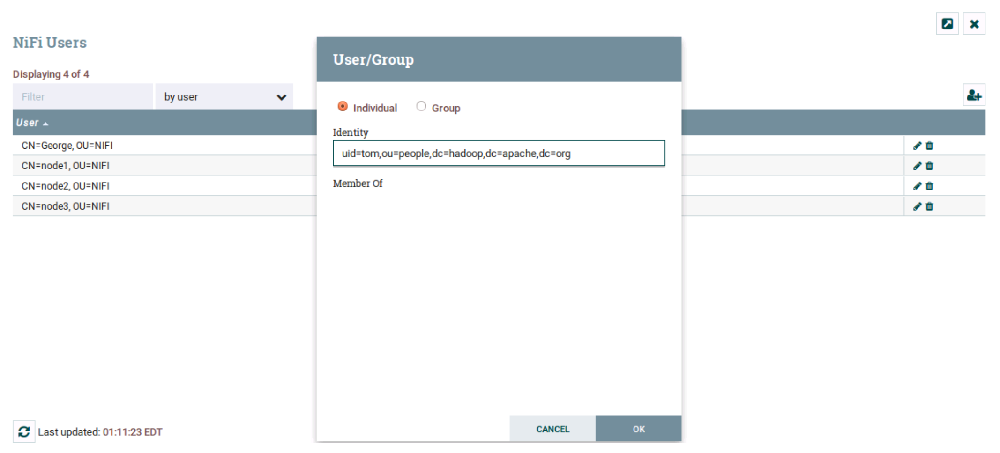 NiFi Users
Displaying 4 of 4
Filter
by user
User
CN=George, OU=NIFI
CN=node1, OU=NIFI
CN=node2, OU=NIFI
CN=node3, OU=NIFI
Last updated: 01:11:23 EDT
User/Group
Individual Group
Identity
uid=tom,ou=people,dc=hadoop,dc=apache,dc=org
Member Of
CANCEL OK